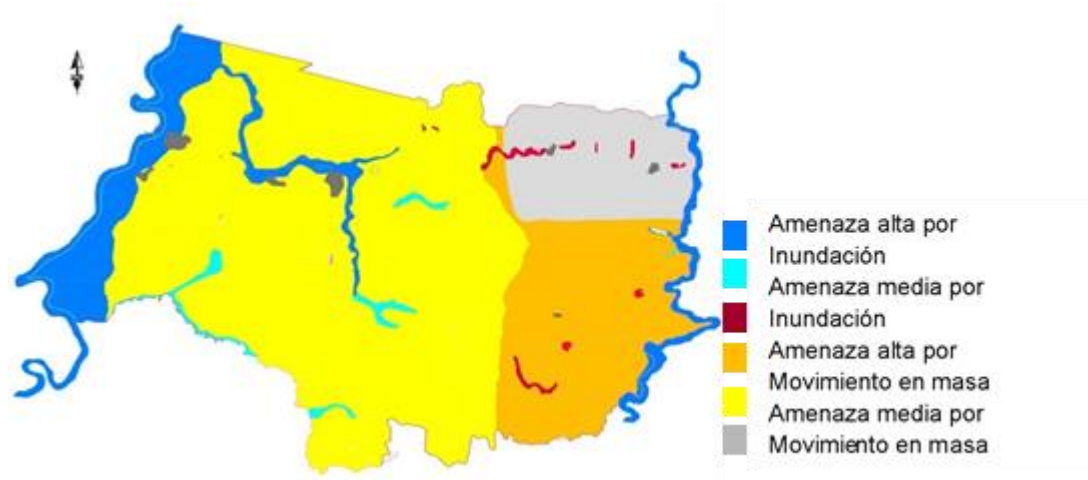 Amenaza alta por
Inundación
Amenaza media por
Inundación
Amenaza alta por
Movimiento en masa
Amenaza media por
Movimiento en masa